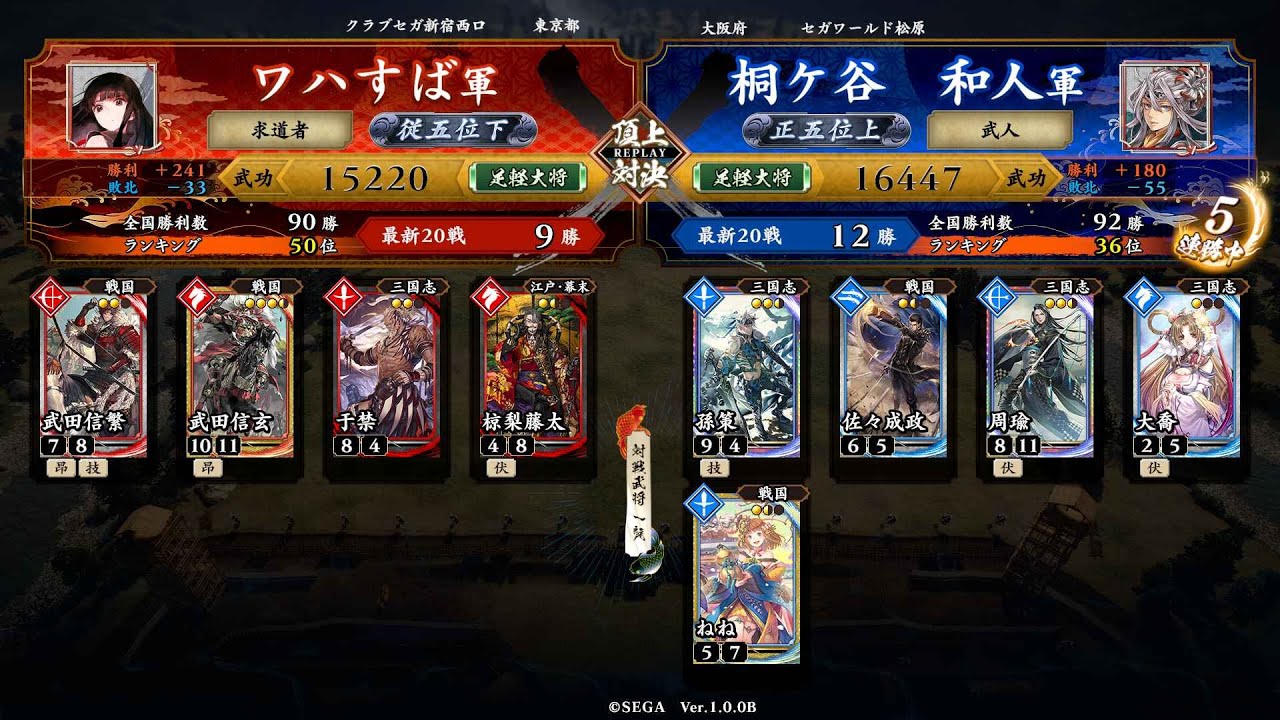 クラブセガ新宿西口 東京都
大阪府 セガワールド松原
ワハすば軍
桐ケ谷 和人軍
求道者 従五位下
正五位上 武人
頂上
REPLAY
対決
勝利 +241
敗北 -33
武功 15220 足軽大将
足軽大将 16447 武功
勝利 +180
敗北 -55
全国勝利数 90勝
ランキング 50位
最新20戦 9勝
最新20戦 12勝
全国勝利数 92勝
ランキング 36位
5
連勝中
戦国
武田信繁
7 8
昂 技
戦国
武田信玄
10 11
昂
三国志
于禁
8 4
江戸・幕末
椋梨藤太
4 8
伏
対戦武将一覧
三国志
孫策
9 4
技
戦国
佐々成政
6 5
三国志
周瑜
8 11
伏
三国志
大喬
2 5
伏
戦国
ねね
5 7
©SEGA Ver.1.0.0B